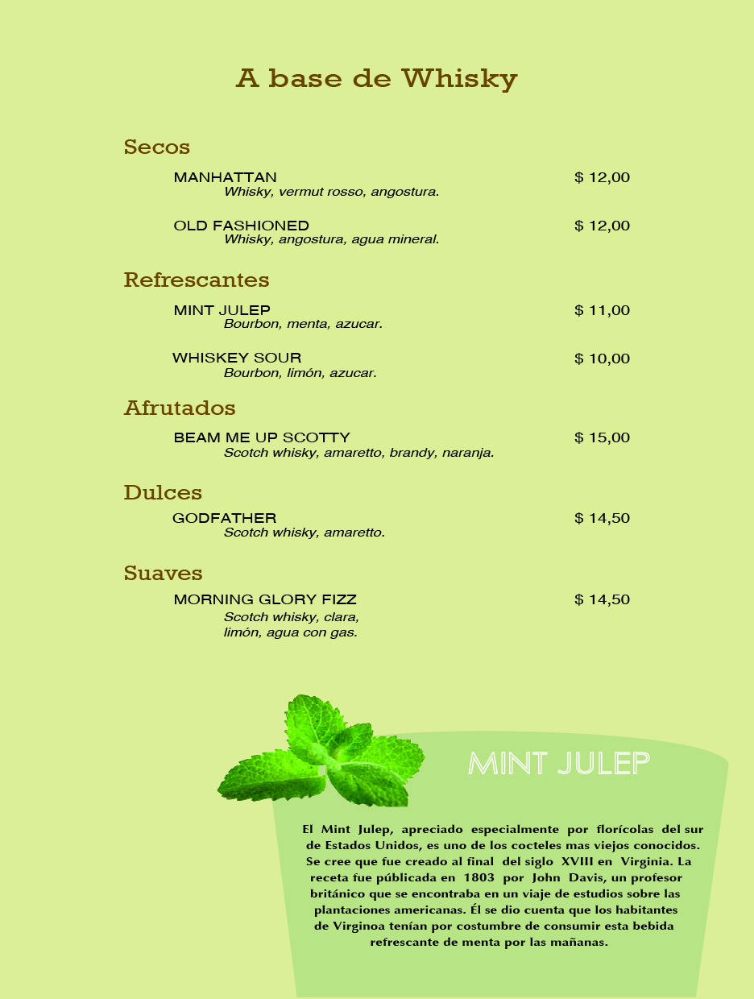 A base de Whisky
Secos
MANHATTAN $ 12,00
Whisky, vermut rosso, angostura.
OLD FASHIONED $ 12,00
Whisky, angostura, agua mineral.
Refrescantes
MINT JULEP $ 11,00
Bourbon, menta, azucar.
WHISKEY SOUR $ 10,00
Bourbon, limón, azucar.
Afrutados
BEAM ME UP SCOTTY $ 15,00
Scotch whisky, amaretto, brandy, naranja.
Dulces
GODFATHER $ 14,50
Scotch whisky, amaretto.
Suaves
MORNING GLORY FIZZ $ 14,50
Scotch whisky, clara,
limón, agua con gas.
MINT JULEP
El Mint Julep, apreciado especialmente por florícolas del sur
de Estados Unidos, es uno de los cocteles mas viejos conocidos.
Se cree que fue creado al final del siglo XVIII en Virginia. La
receta fue públicada en 1803 por John Davis, un profesor
británico que se encontraba en un viaje de estudios sobre las
plantaciones americanas. Él se dio cuenta que los habitantes
de Virginoa tenían por costumbre de consumir esta bebida
refrescante de menta por las mañanas.